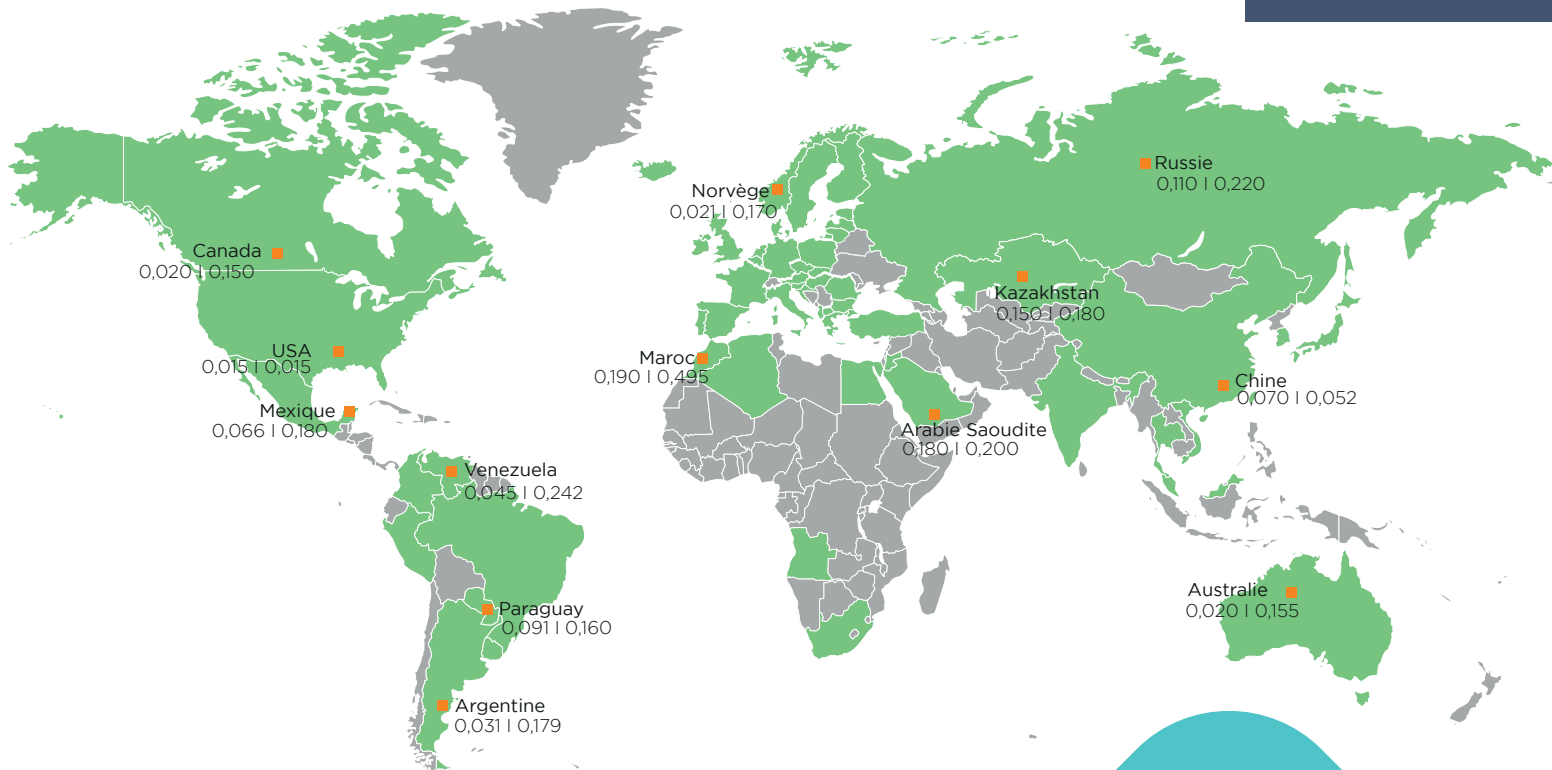 Russie
0,110 | 0,220
Norvège
0,021 | 0,170
Canada
0,020 | 0,150
Kazakhstan
0,150 | 0,180
USA
0,015 | 0,015
Maroc
0,190 | 0,495
Chine
0,070 | 0,052
Mexique
0,066 | 0,180
Arabie Saoudite
0,180 | 0,200
Venezuela
0,045 | 0,242
Australie
0,020 | 0,155
Paraguay
0,091 | 0,160
Argentine
0,031 | 0,179